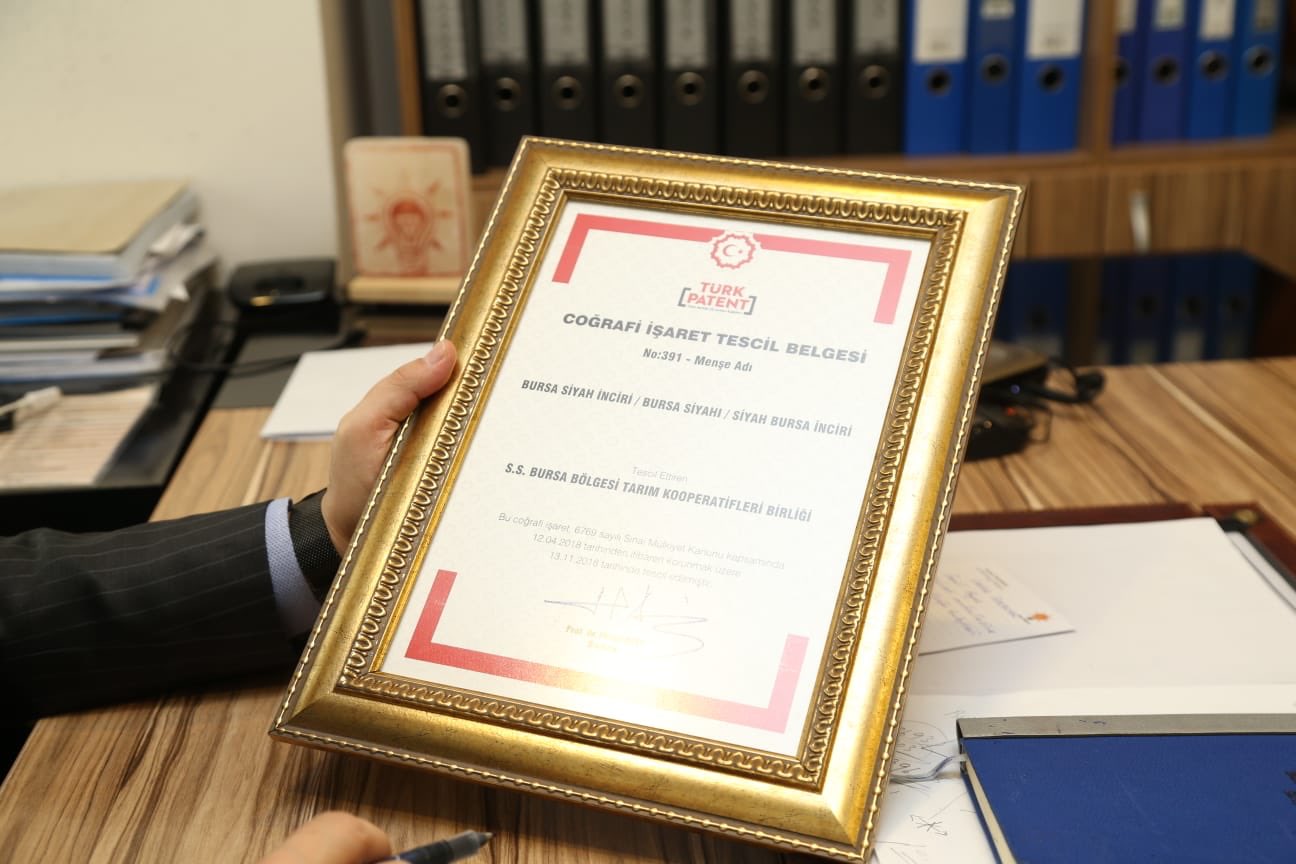 TÜRK
PATENT
COĞRAFİ İŞARET TESCİL BELGESİ
No:391 - Menşe Adı
BURSA SİYAH İNCİRİ / BURSA SİYAHI / SİYAH BURSA İNCİRİ
Tescil Ettiren
S.S. BURSA BÖLGESİ TARIM KOOPERATİFLERİ BİRLİĞİ
Bu coğrafi işaret, 6769 sayılı Sınai Mülkiyet Kanunu kapsamında
12.04.2018 tarihinden itibaren korunmak üzere
13.11.2018 tarihinde tescil edilmiştir.
Prof. Dr.